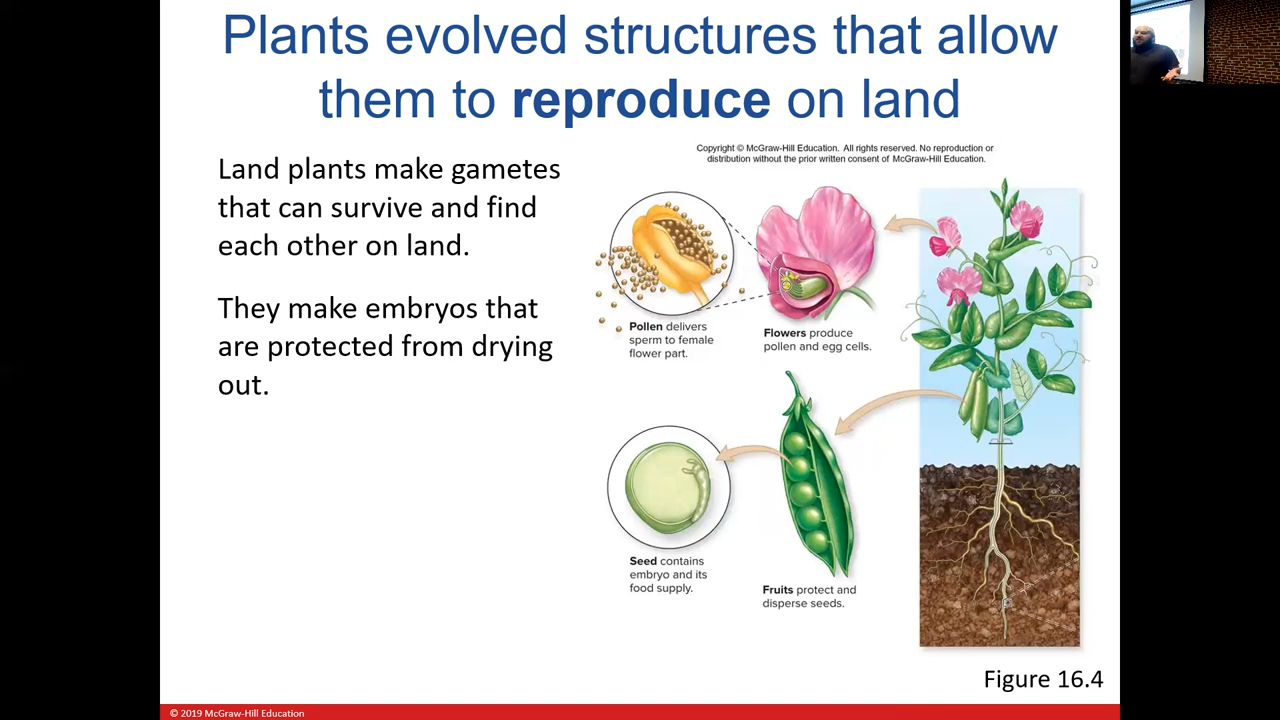 Plants evolved structures that allow
them to reproduce on land
Land plants make gametes
that can survive and find
each other on land.
They make embryos that
are protected from drying
out.
Copyright © McGraw-Hill Education. All rights reserved. No reproduction or
distribution without the prior written consent of McGraw-Hill Education.
Pollen delivers
sperm to female
flower part.
Flowers produce
pollen and egg cells.
Seed contains
embryo and its
food supply.
Fruits protect and
disperse seeds.
Figure 16.4
© 2019 McGraw-Hill Education